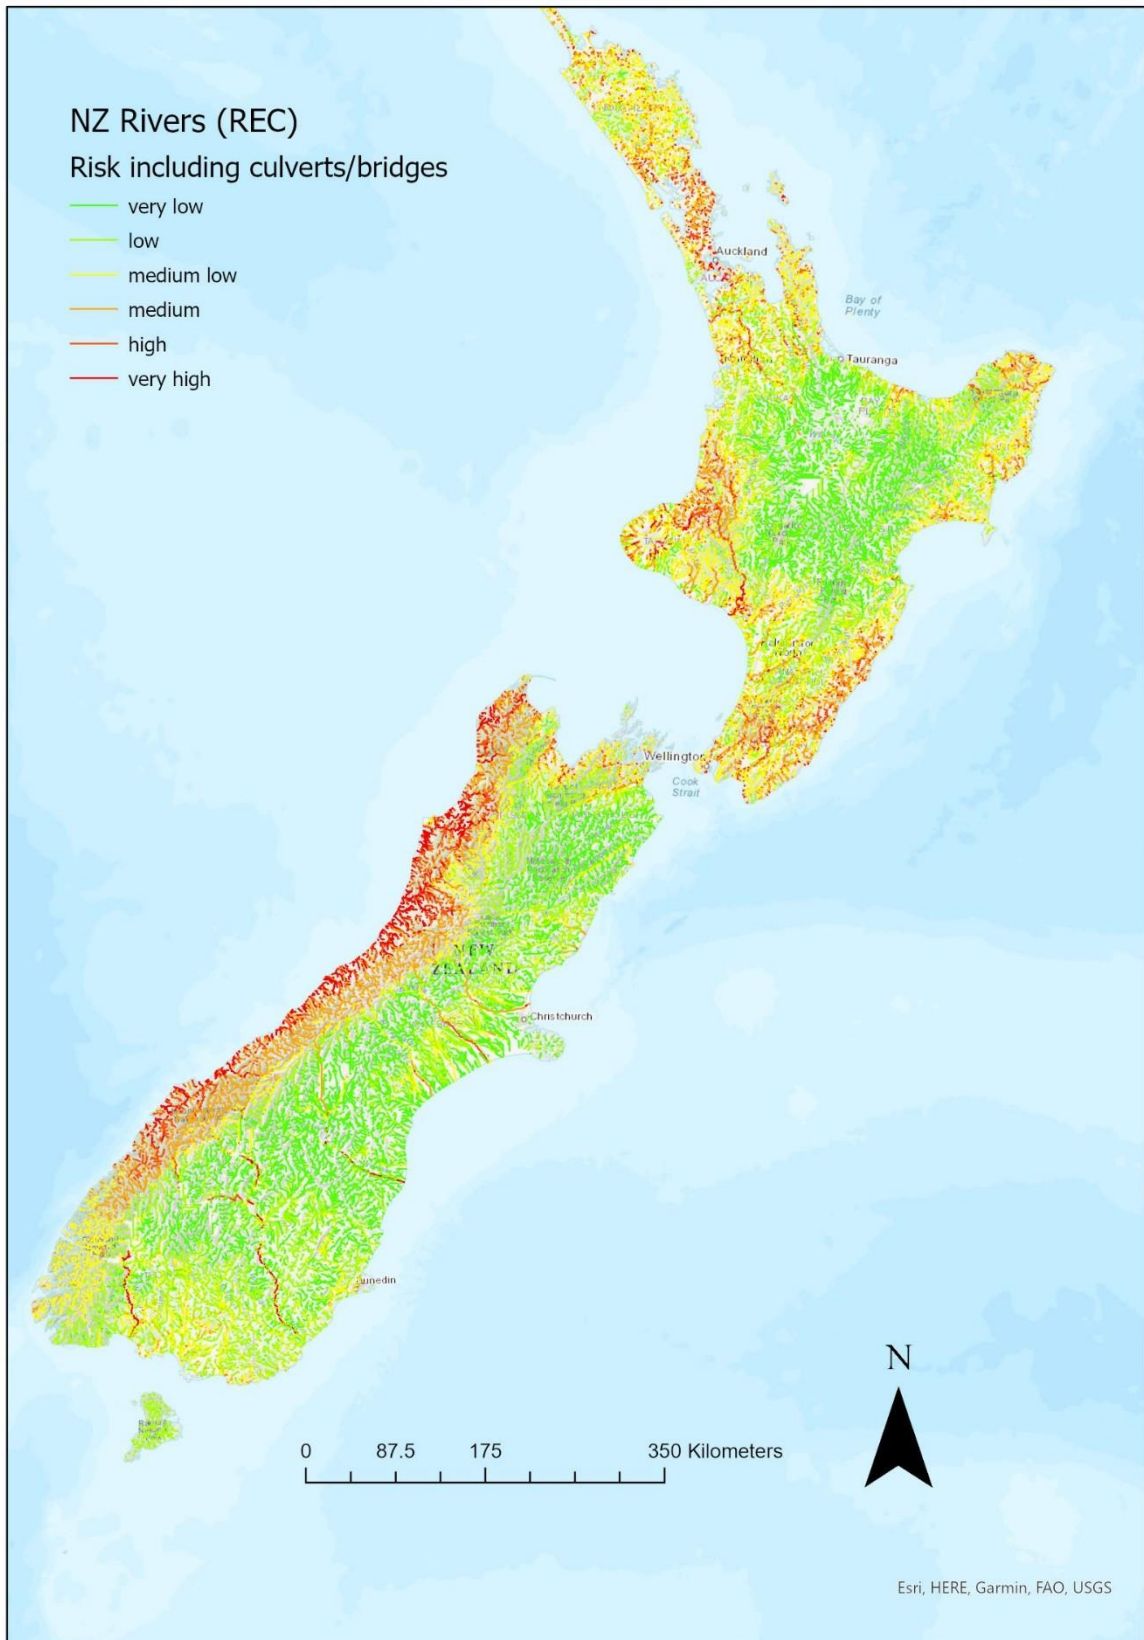 NZ Rivers (REC)
Risk including culverts/bridges
very low
low
medium low
medium
high
very high
Auckland
Bay of
Plenty
Tauranga
Wellington
Cook
Strait
NEW
ZEALAND
Christchurch
unedin
N
0 87.5 175 350 Kilometers
Esri, HERE, Garmin, FAO, USGS